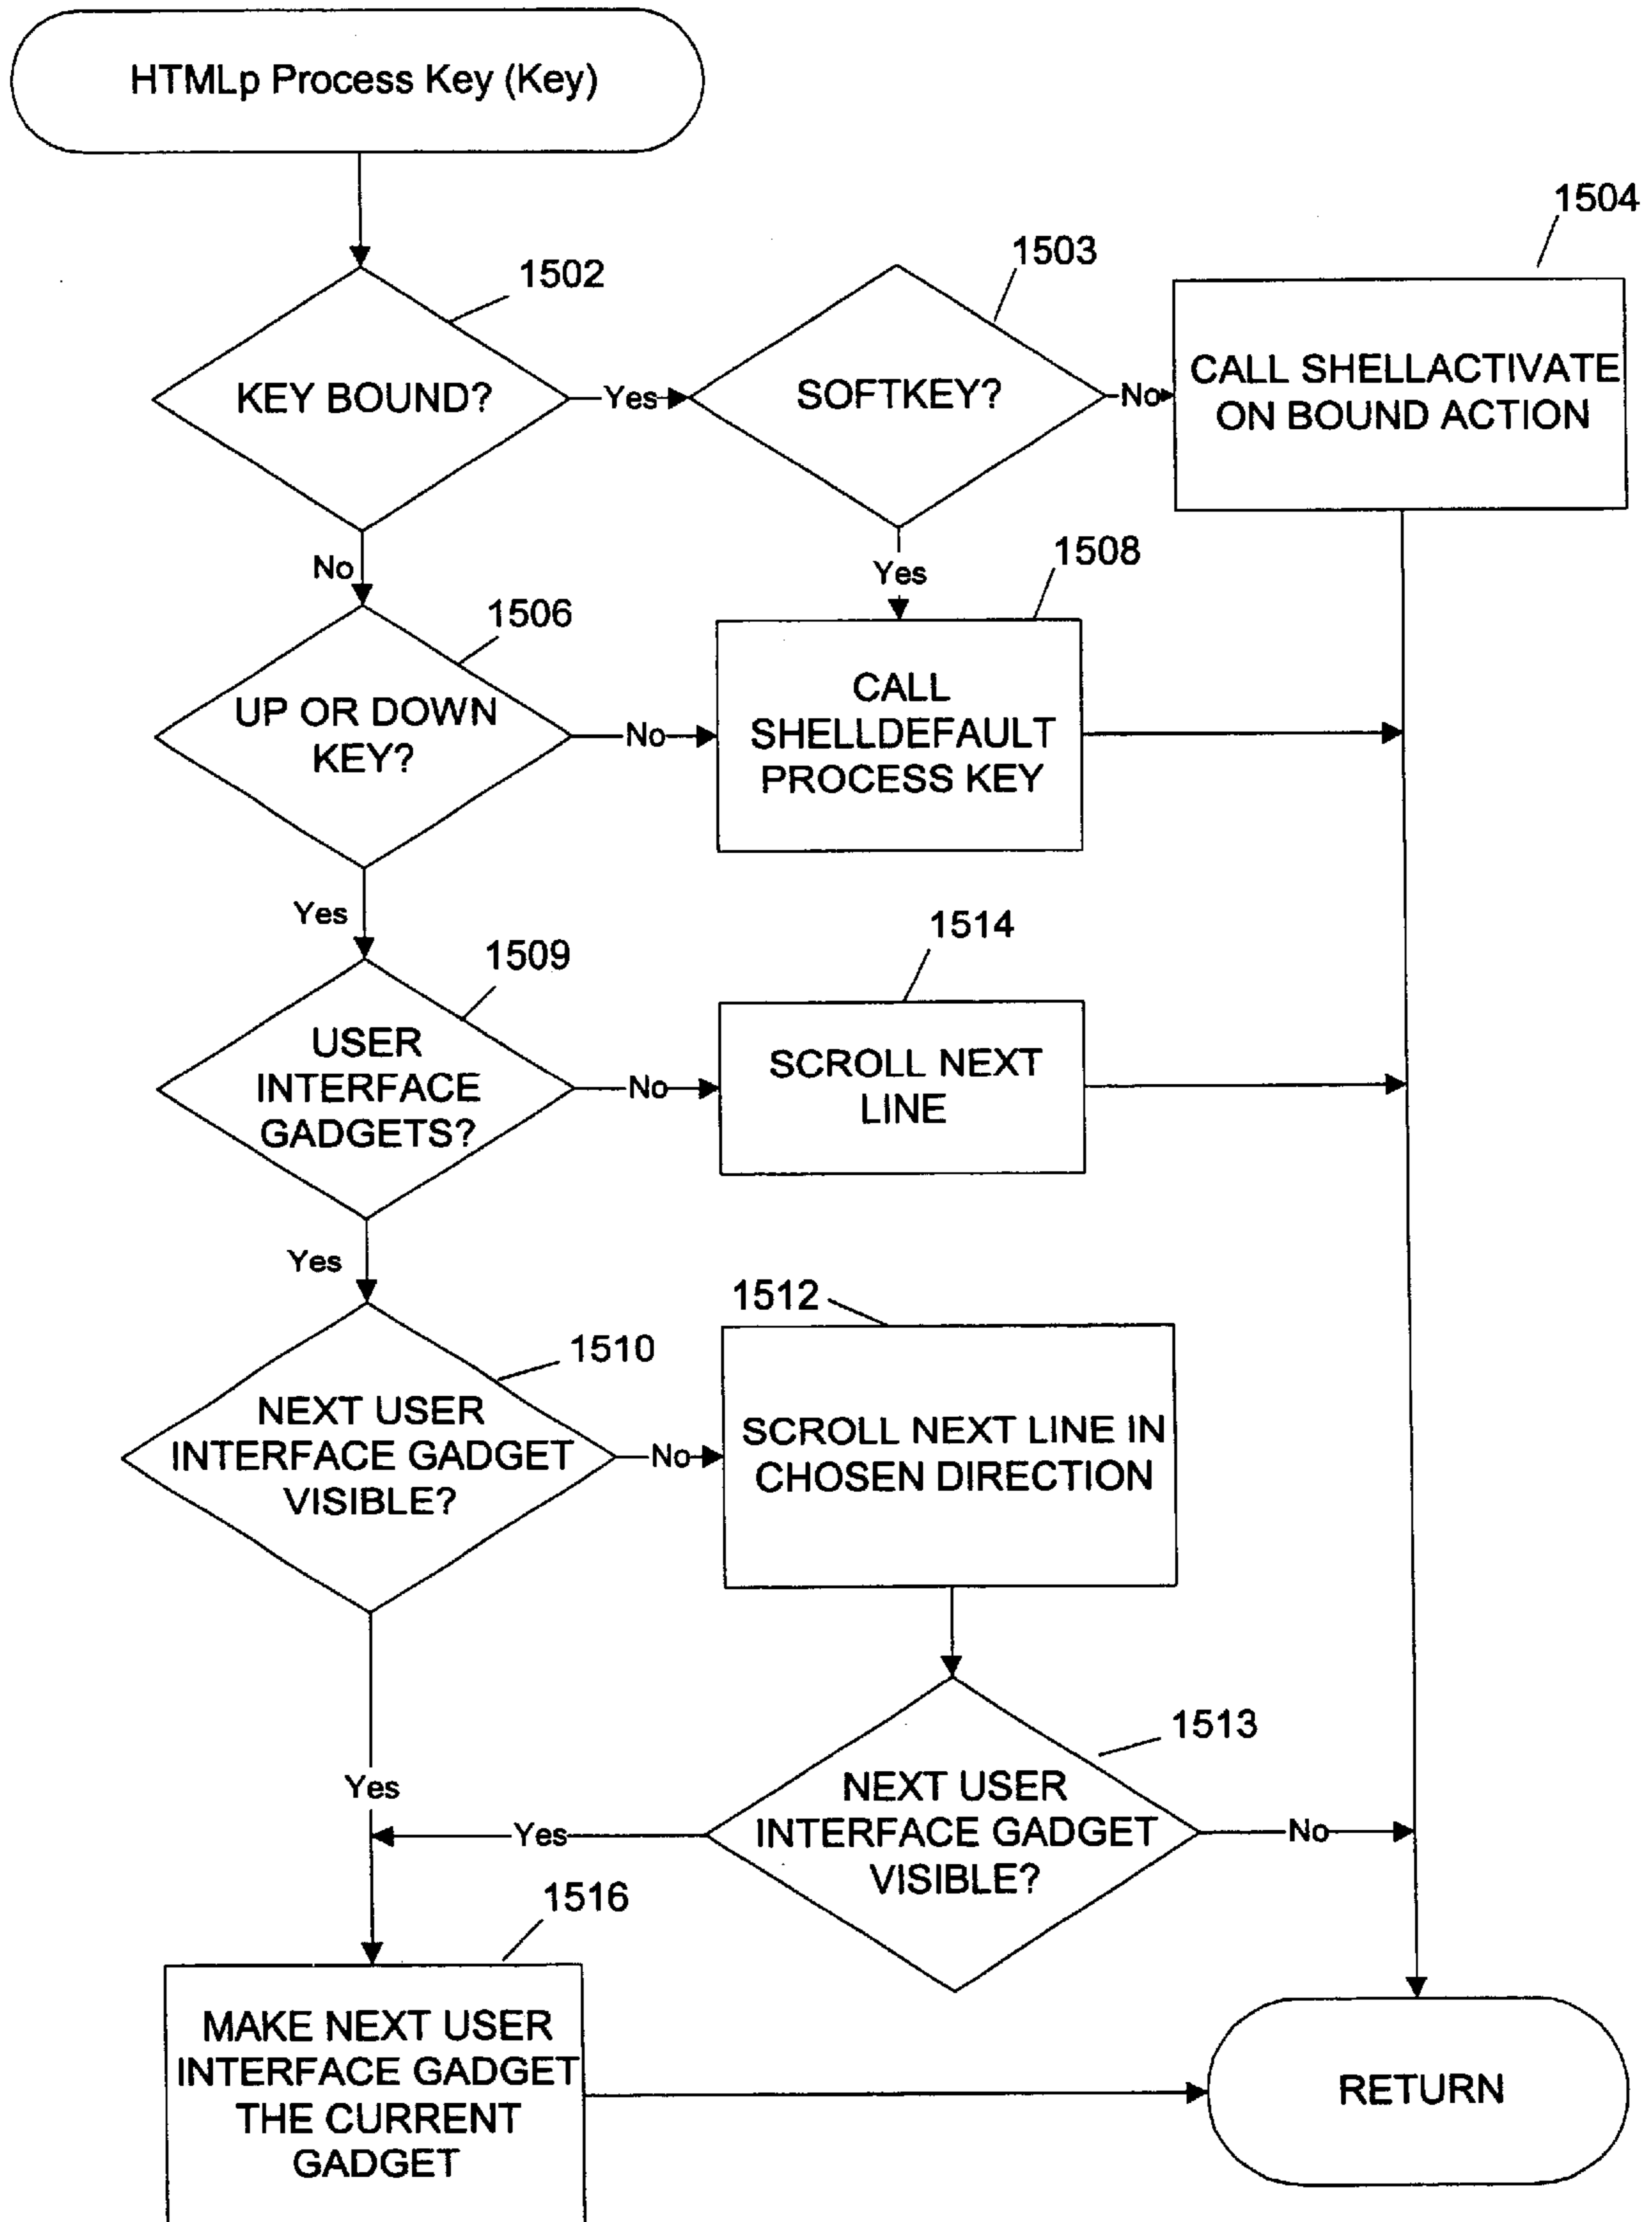 HTMLp Process Key (Key)
1504
1503
1502
KEY BOUND?
Yes
SOFTKEY?
No
CALL SHELLACTIVATE
ON BOUND ACTION
No
Yes
1508
1506
UP OR DOWN
KEY?
No
CALL
SHELLDEFAULT
PROCESS KEY
Yes
1514
1509
USER
INTERFACE
GADGETS?
No
SCROLL NEXT
LINE
Yes
1512
1510
NEXT USER
INTERFACE GADGET
VISIBLE?
No
SCROLL NEXT LINE IN
CHOSEN DIRECTION
1513
Yes
NEXT USER
INTERFACE GADGET
VISIBLE?
Yes
No
1516
MAKE NEXT USER
INTERFACE GADGET
THE CURRENT
GADGET
RETURN